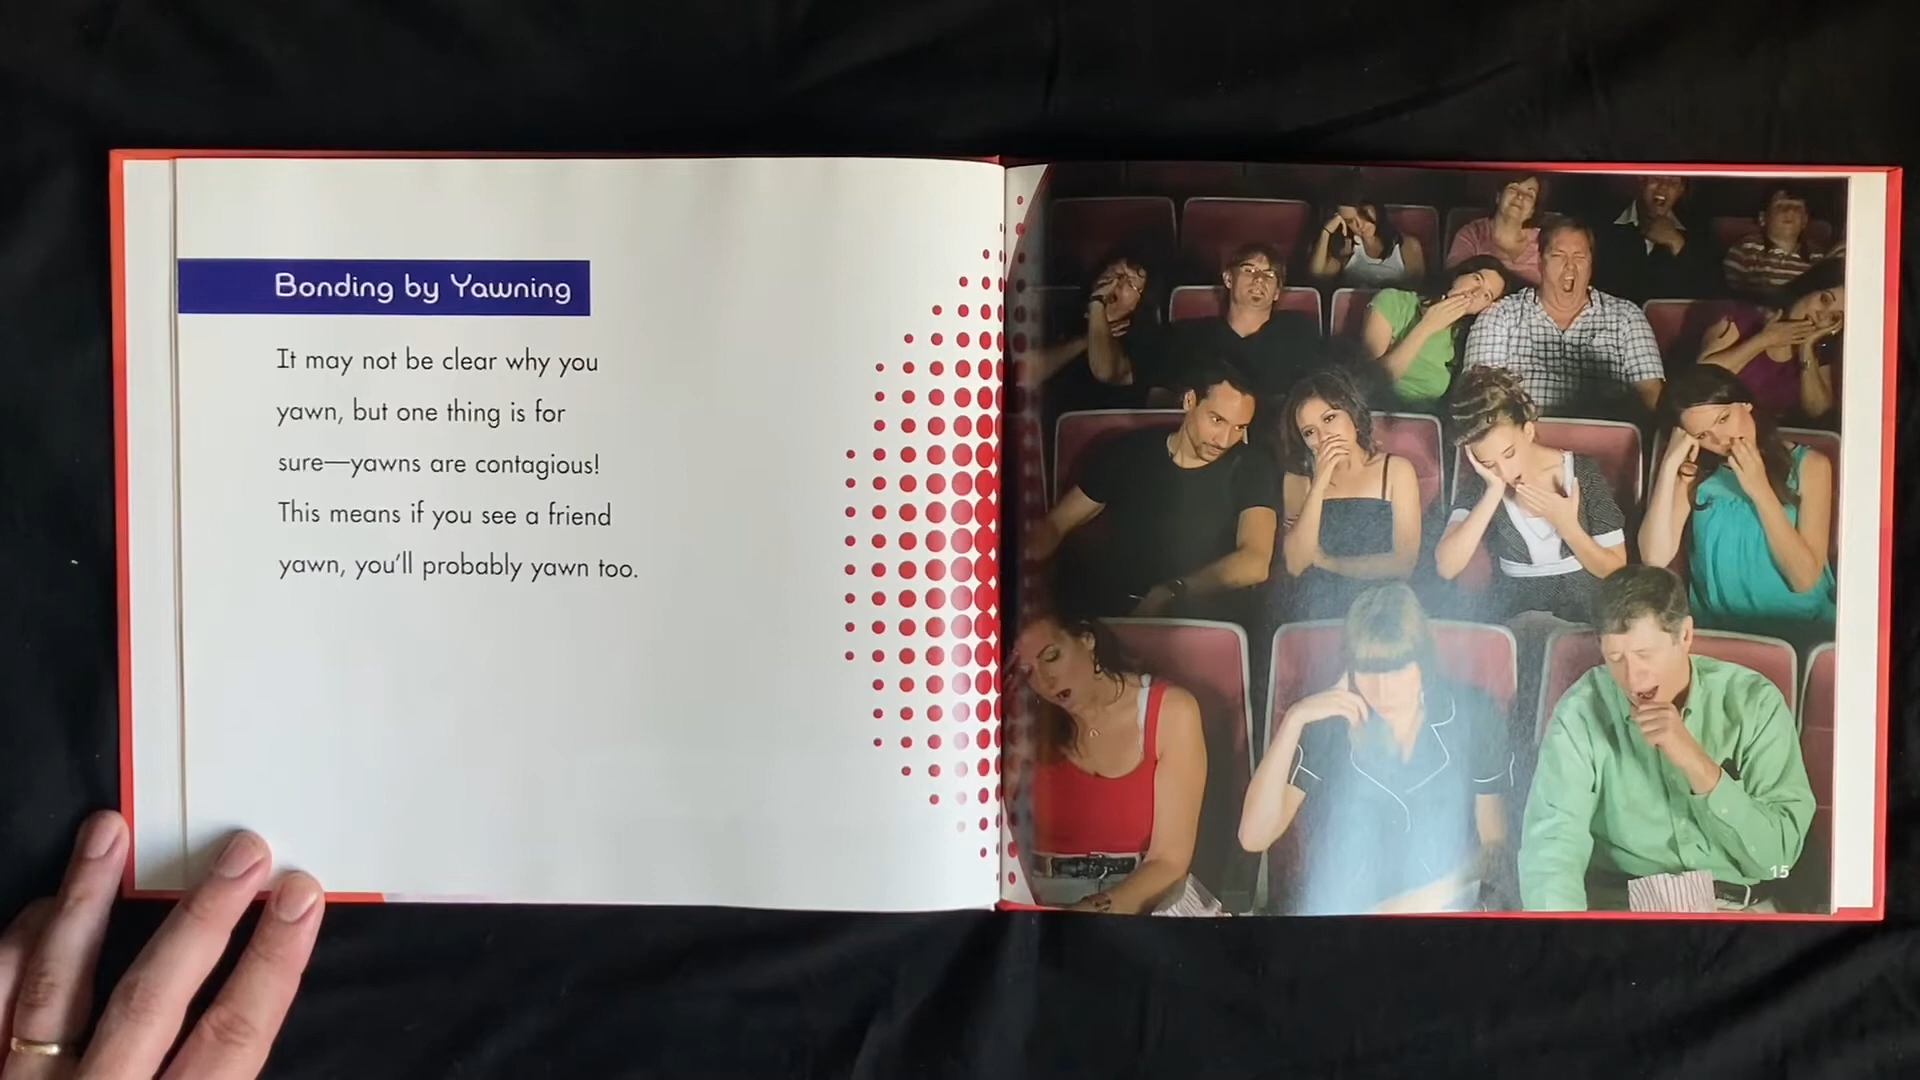 Bonding by Yawning
It may not be clear why you
yawn, but one thing is for
sure—yawns are contagious!
This means if you see a friend
yawn, you'll probably yawn too.
15